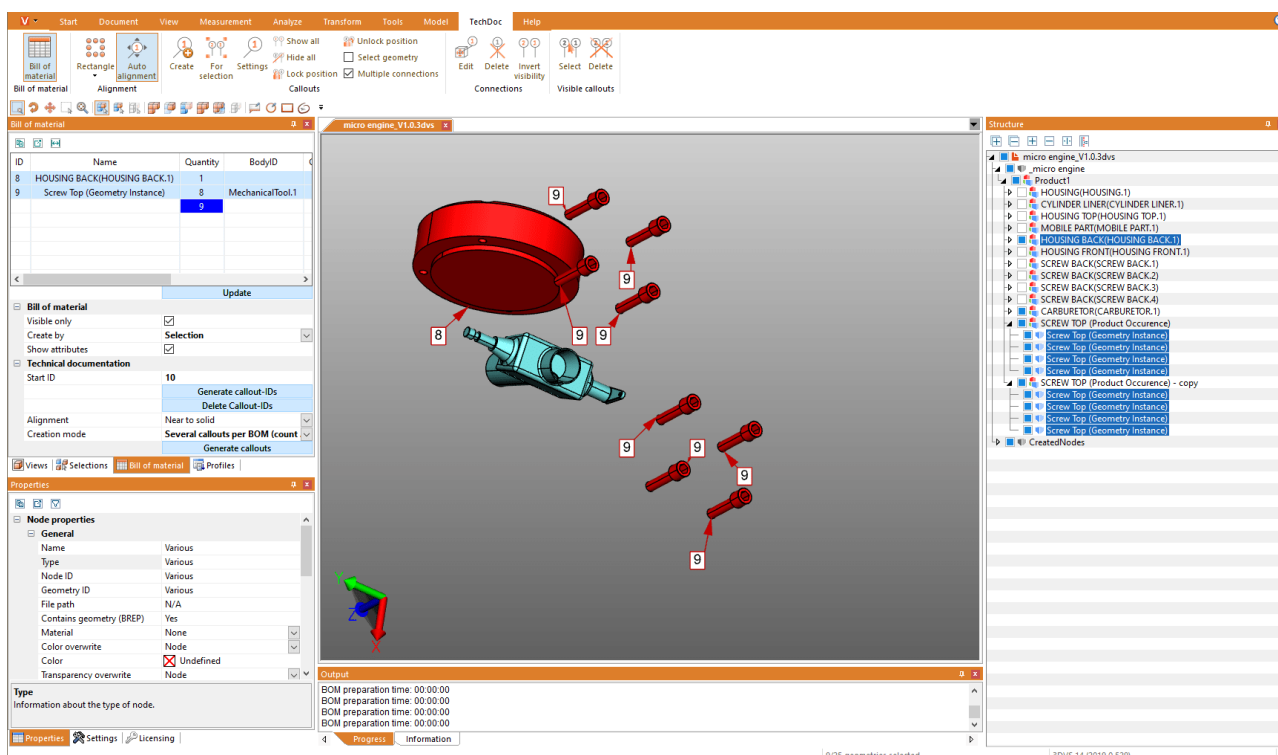 V Start Document View Measurement Analyze Transform Tools Model TechDoc Help
Bill of material
Rectangle
Auto alignment
Create
For selection
Settings
Show all
Hide all
Lock position
Unlock position
Select geometry
Multiple connections
Edit
Delete
Invert visibility
Select
Delete
Bill of material Alignment Callouts Connections Visible callouts
Bill of material
ID Name Quantity BodyID
8 HOUSING BACK(HOUSING BACK.1) 1
9 Screw Top (Geometry Instance) 8 MechanicalTool.1
9
Update
Bill of material
Visible only
Create by Selection
Show attributes
Technical documentation
Start ID 10
Generate callout-IDs
Delete Callout-IDs
Alignment Near to solid
Creation mode Several callouts per BOM (count
Generate callouts
Views Selections Bill of material Profiles
Properties
Node properties
General
Name Various
Type Various
Node ID Various
Geometry ID Various
File path N/A
Contains geometry (BREP) Yes
Material None
Color overwrite Node
Color Undefined
Transparency overwrite Node
Type
Information about the type of node.
Properties Settings Licensing
micro engine_V1.0.3dvs
9
9
9
8
9
9
9
9
9
9
Y
Z
X
Output
BOM preparation time: 00:00:00
BOM preparation time: 00:00:00
BOM preparation time: 00:00:00
BOM preparation time: 00:00:00
Progress Information
Structure
micro engine_V1.0.3dvs
_micro engine
Product1
HOUSING(HOUSING.1)
CYLINDER LINER(CYLINDER LINER.1)
HOUSING TOP(HOUSING TOP.1)
MOBILE PART(MOBILE PART.1)
HOUSING BACK(HOUSING BACK.1)
HOUSING FRONT(HOUSING FRONT.1)
SCREW BACK(SCREW BACK.1)
SCREW BACK(SCREW BACK.2)
SCREW BACK(SCREW BACK.3)
SCREW BACK(SCREW BACK.4)
CARBURETOR(CARBURETOR.1)
SCREW TOP (Product Occurence)
Screw Top (Geometry Instance)
Screw Top (Geometry Instance)
Screw Top (Geometry Instance)
Screw Top (Geometry Instance)
SCREW TOP (Product Occurence) - copy
Screw Top (Geometry Instance)
Screw Top (Geometry Instance)
Screw Top (Geometry Instance)
Screw Top (Geometry Instance)
CreatedNodes